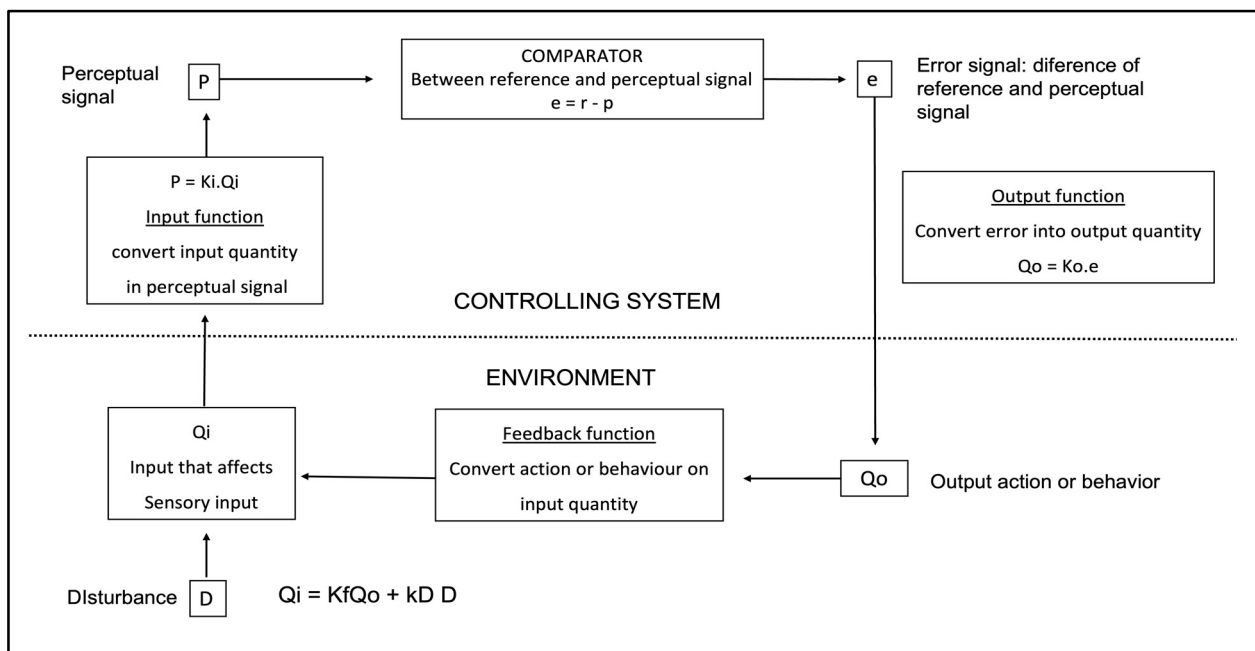 Perceptual
signal
P
COMPARATOR
Between reference and perceptual signal
e = r - p
e
Error signal: diference of
reference and perceptual
signal
P = Ki.Qi
Input function
convert input quantity
in perceptual signal
Output function
Convert error into output quantity
Qo = Ko.e
CONTROLLING SYSTEM
ENVIRONMENT
Qi
Input that affects
Sensory input
Feedback function
Convert action or behaviour on
input quantity
Qo
Output action or behavior
DIsturbance
D
Qi = KfQo + kD D